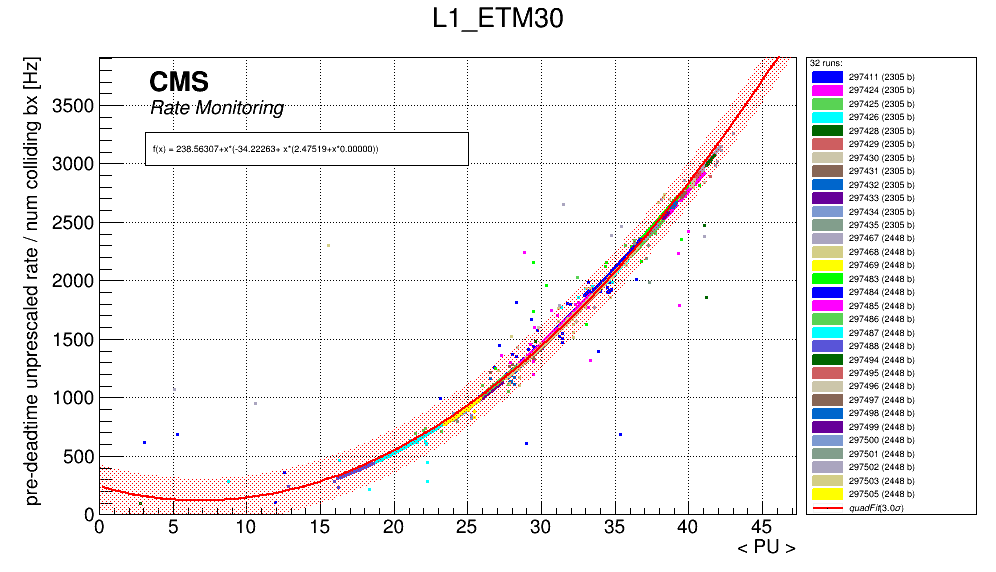 L1_ETM30
pre-deadtime unprescaled rate / num colliding bx [Hz]
CMS
Rate Monitoring
f(x) = 238.56307+x*(-34.22263+ x*(2.47519+x*0.00000))
3500
3000
2500
2000
1500
1000
500
0
0 5 10 15 20 25 30 35 40 45
< PU >
32 runs:
297411 (2305 b)
297424 (2305 b)
297425 (2305 b)
297426 (2305 b)
297428 (2305 b)
297429 (2305 b)
297430 (2305 b)
297431 (2305 b)
297432 (2305 b)
297433 (2305 b)
297434 (2305 b)
297435 (2305 b)
297467 (2448 b)
297468 (2448 b)
297469 (2448 b)
297483 (2448 b)
297484 (2448 b)
297485 (2448 b)
297486 (2448 b)
297487 (2448 b)
297488 (2448 b)
297494 (2448 b)
297495 (2448 b)
297496 (2448 b)
297497 (2448 b)
297498 (2448 b)
297499 (2448 b)
297500 (2448 b)
297501 (2448 b)
297502 (2448 b)
297503 (2448 b)
297505 (2448 b)
quadFit(3.0σ)